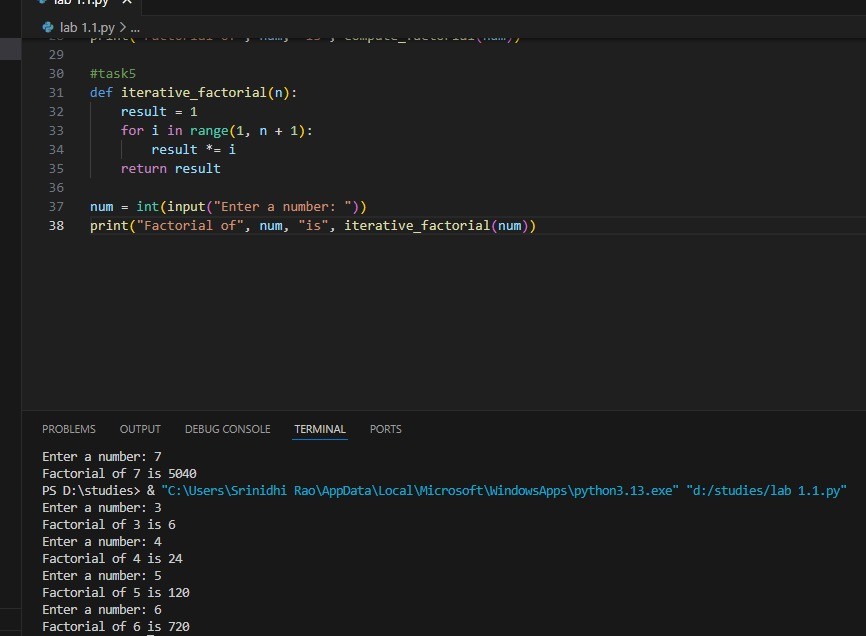 lab 1.1.py
lab 1.1.py > ...
28 print("Factorial of", num, "is", compute_factorial(num))
29
30 #task5
31 def iterative_factorial(n):
32 result = 1
33 for i in range(1, n + 1):
34 result *= i
35 return result
36
37 num = int(input("Enter a number: "))
38 print("Factorial of", num, "is", iterative_factorial(num))
PROBLEMS OUTPUT DEBUG CONSOLE TERMINAL PORTS
Enter a number: 7
Factorial of 7 is 5040
PS D:\studies> & "C:\Users\Srinidhi Rao\AppData\Local\Microsoft\WindowsApps\python3.13.exe" "d:/studies/lab 1.1.py"
Enter a number: 3
Factorial of 3 is 6
Enter a number: 4
Factorial of 4 is 24
Enter a number: 5
Factorial of 5 is 120
Enter a number: 6
Factorial of 6 is 720